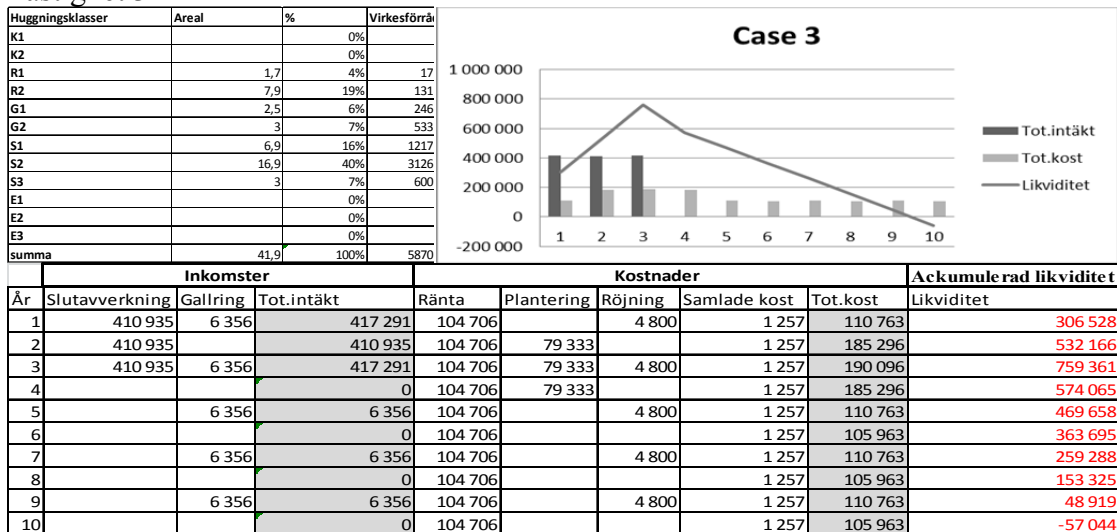 Huggningsklasser Areal % Virkesförrå
K1 0%
K2 0%
R1 1,7 4% 17
R2 7,9 19% 131
G1 2,5 6% 246
G2 3 7% 533
S1 6,9 16% 1217
S2 16,9 40% 3126
S3 3 7% 600
E1 0%
E2 0%
E3 0%
summa 41,9 100% 5870
Case 3
1 000 000
800 000
600 000
400 000
200 000
0
-200 000
1 2 3 4 5 6 7 8 9 10
Tot.intäkt
Tot.kost
Likviditet
Inkomster Kostnader Ackumulerad likviditet
År Slutavverkning Gallring Tot.intäkt Ränta Plantering Röjning Samlade kost Tot.kost Likviditet
1 410 935 6 356 417 291 104 706 4 800 1 257 110 763 306 528
2 410 935 410 935 104 706 79 333 1 257 185 296 532 166
3 410 935 6 356 417 291 104 706 79 333 4 800 1 257 190 096 759 361
4 0 104 706 79 333 1 257 185 296 574 065
5 6 356 6 356 104 706 4 800 1 257 110 763 469 658
6 0 104 706 1 257 105 963 363 695
7 6 356 6 356 104 706 4 800 1 257 110 763 259 288
8 0 104 706 1 257 105 963 153 325
9 6 356 6 356 104 706 4 800 1 257 110 763 48 919
10 0 104 706 1 257 105 963 -57 044